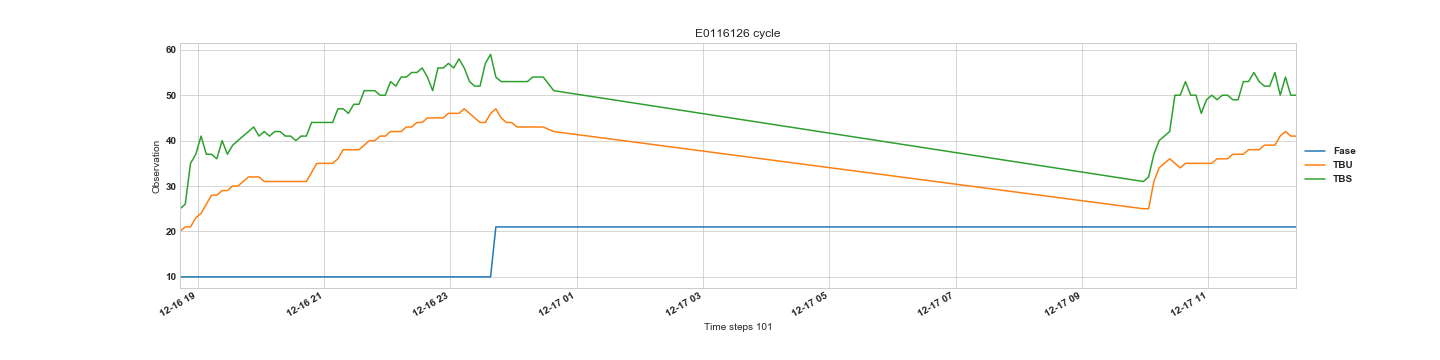 E0116126 cycle
Observation
60
50
40
30
20
10
12-16 19
12-16 21
12-16 23
12-17 01
12-17 03
12-17 05
12-17 07
12-17 09
12-17 11
Time steps 101
Fase
TBU
TBS